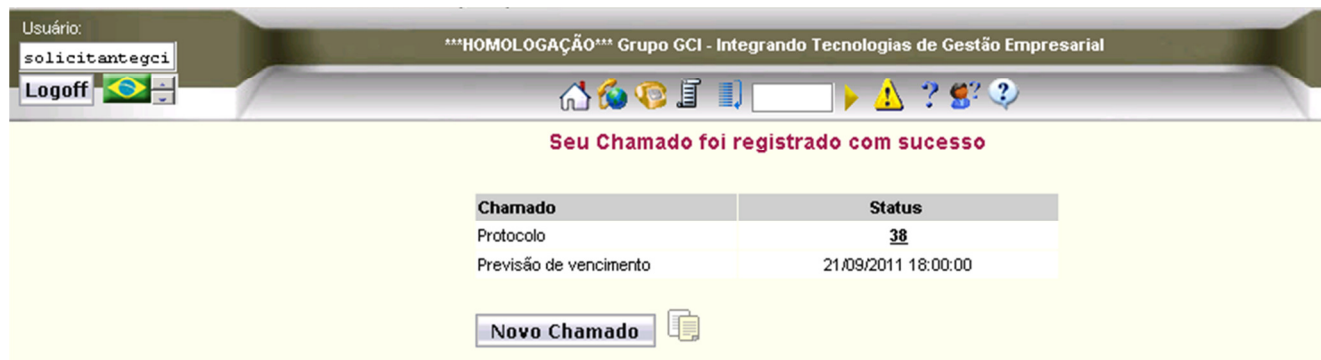 Usuário:
solicitantegci
Logoff
***HOMOLOGAÇÃO*** Grupo GCI - Integrando Tecnologias de Gestão Empresarial
Seu Chamado foi registrado com sucesso
Chamado Status
Protocolo 38
Previsão de vencimento 21/09/2011 18:00:00
Novo Chamado